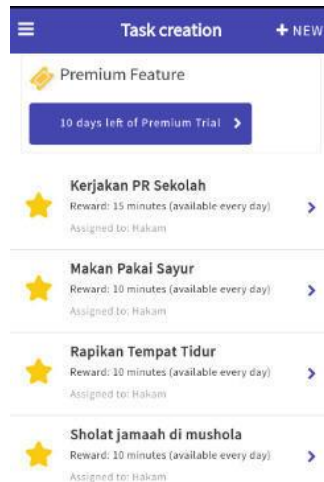 Task creation
+ NEW
Premium Feature
10 days left of Premium Trial
Kerjakan PR Sekolah
Reward: 15 minutes (available every day)
Assigned to: Hakam
Makan Pakai Sayur
Reward: 10 minutes (available every day)
Assigned to: Hakam
Rapikan Tempat Tidur
Reward: 10 minutes (available every day)
Assigned to: Hakam
Sholat jamaah di mushola
Reward: 10 minutes (available every day)
Assigned to: Hakam